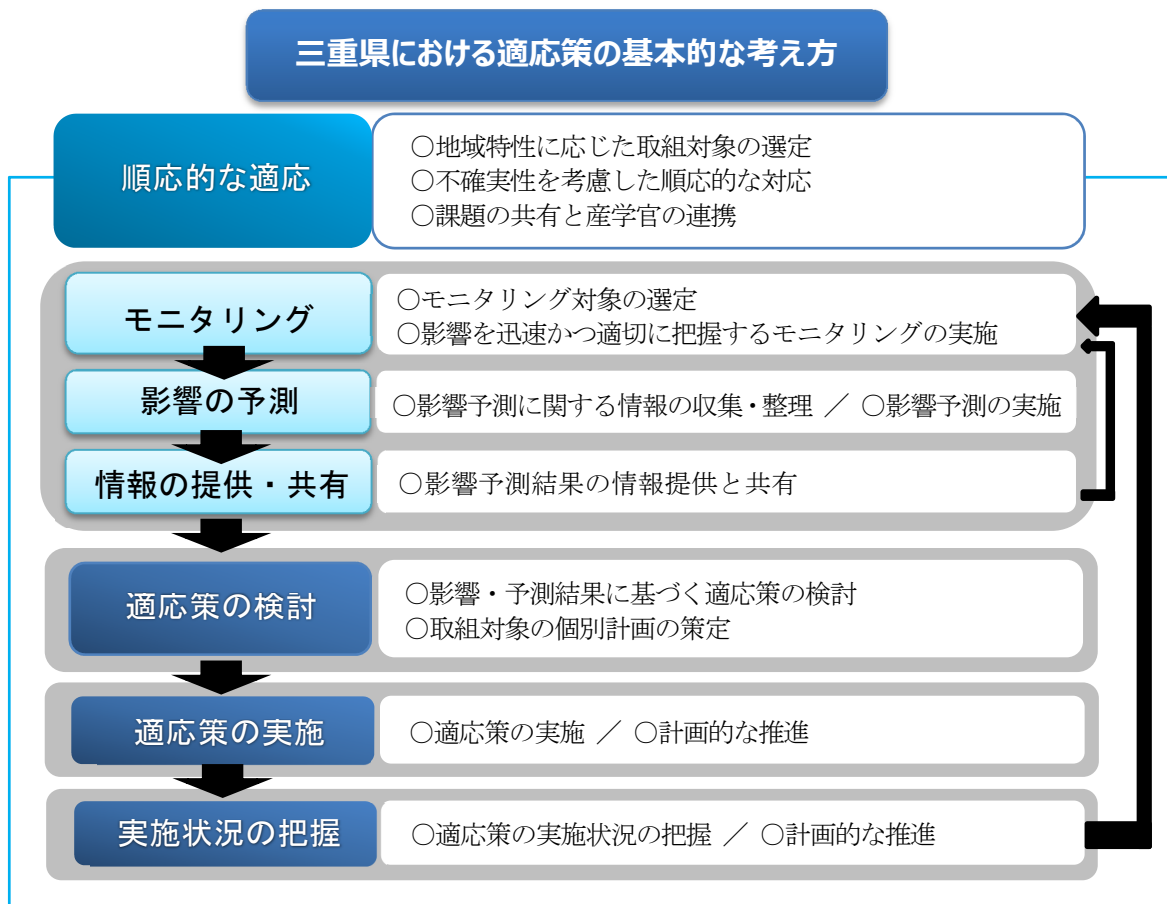 三重県における適応策の基本的な考え方
順応的な適応
○地域特性に応じた取組対象の選定
○不確実性を考慮した順応的な対応
○課題の共有と産学官の連携
モニタリング
○モニタリング対象の選定
○影響を迅速かつ適切に把握するモニタリングの実施
影響の予測
○影響予測に関する情報の収集・整理 ／ ○影響予測の実施
情報の提供・共有
○影響予測結果の情報提供と共有
適応策の検討
○影響・予測結果に基づく適応策の検討
○取組対象の個別計画の策定
適応策の実施
○適応策の実施 ／ ○計画的な推進
実施状況の把握
○適応策の実施状況の把握 ／ ○計画的な推進